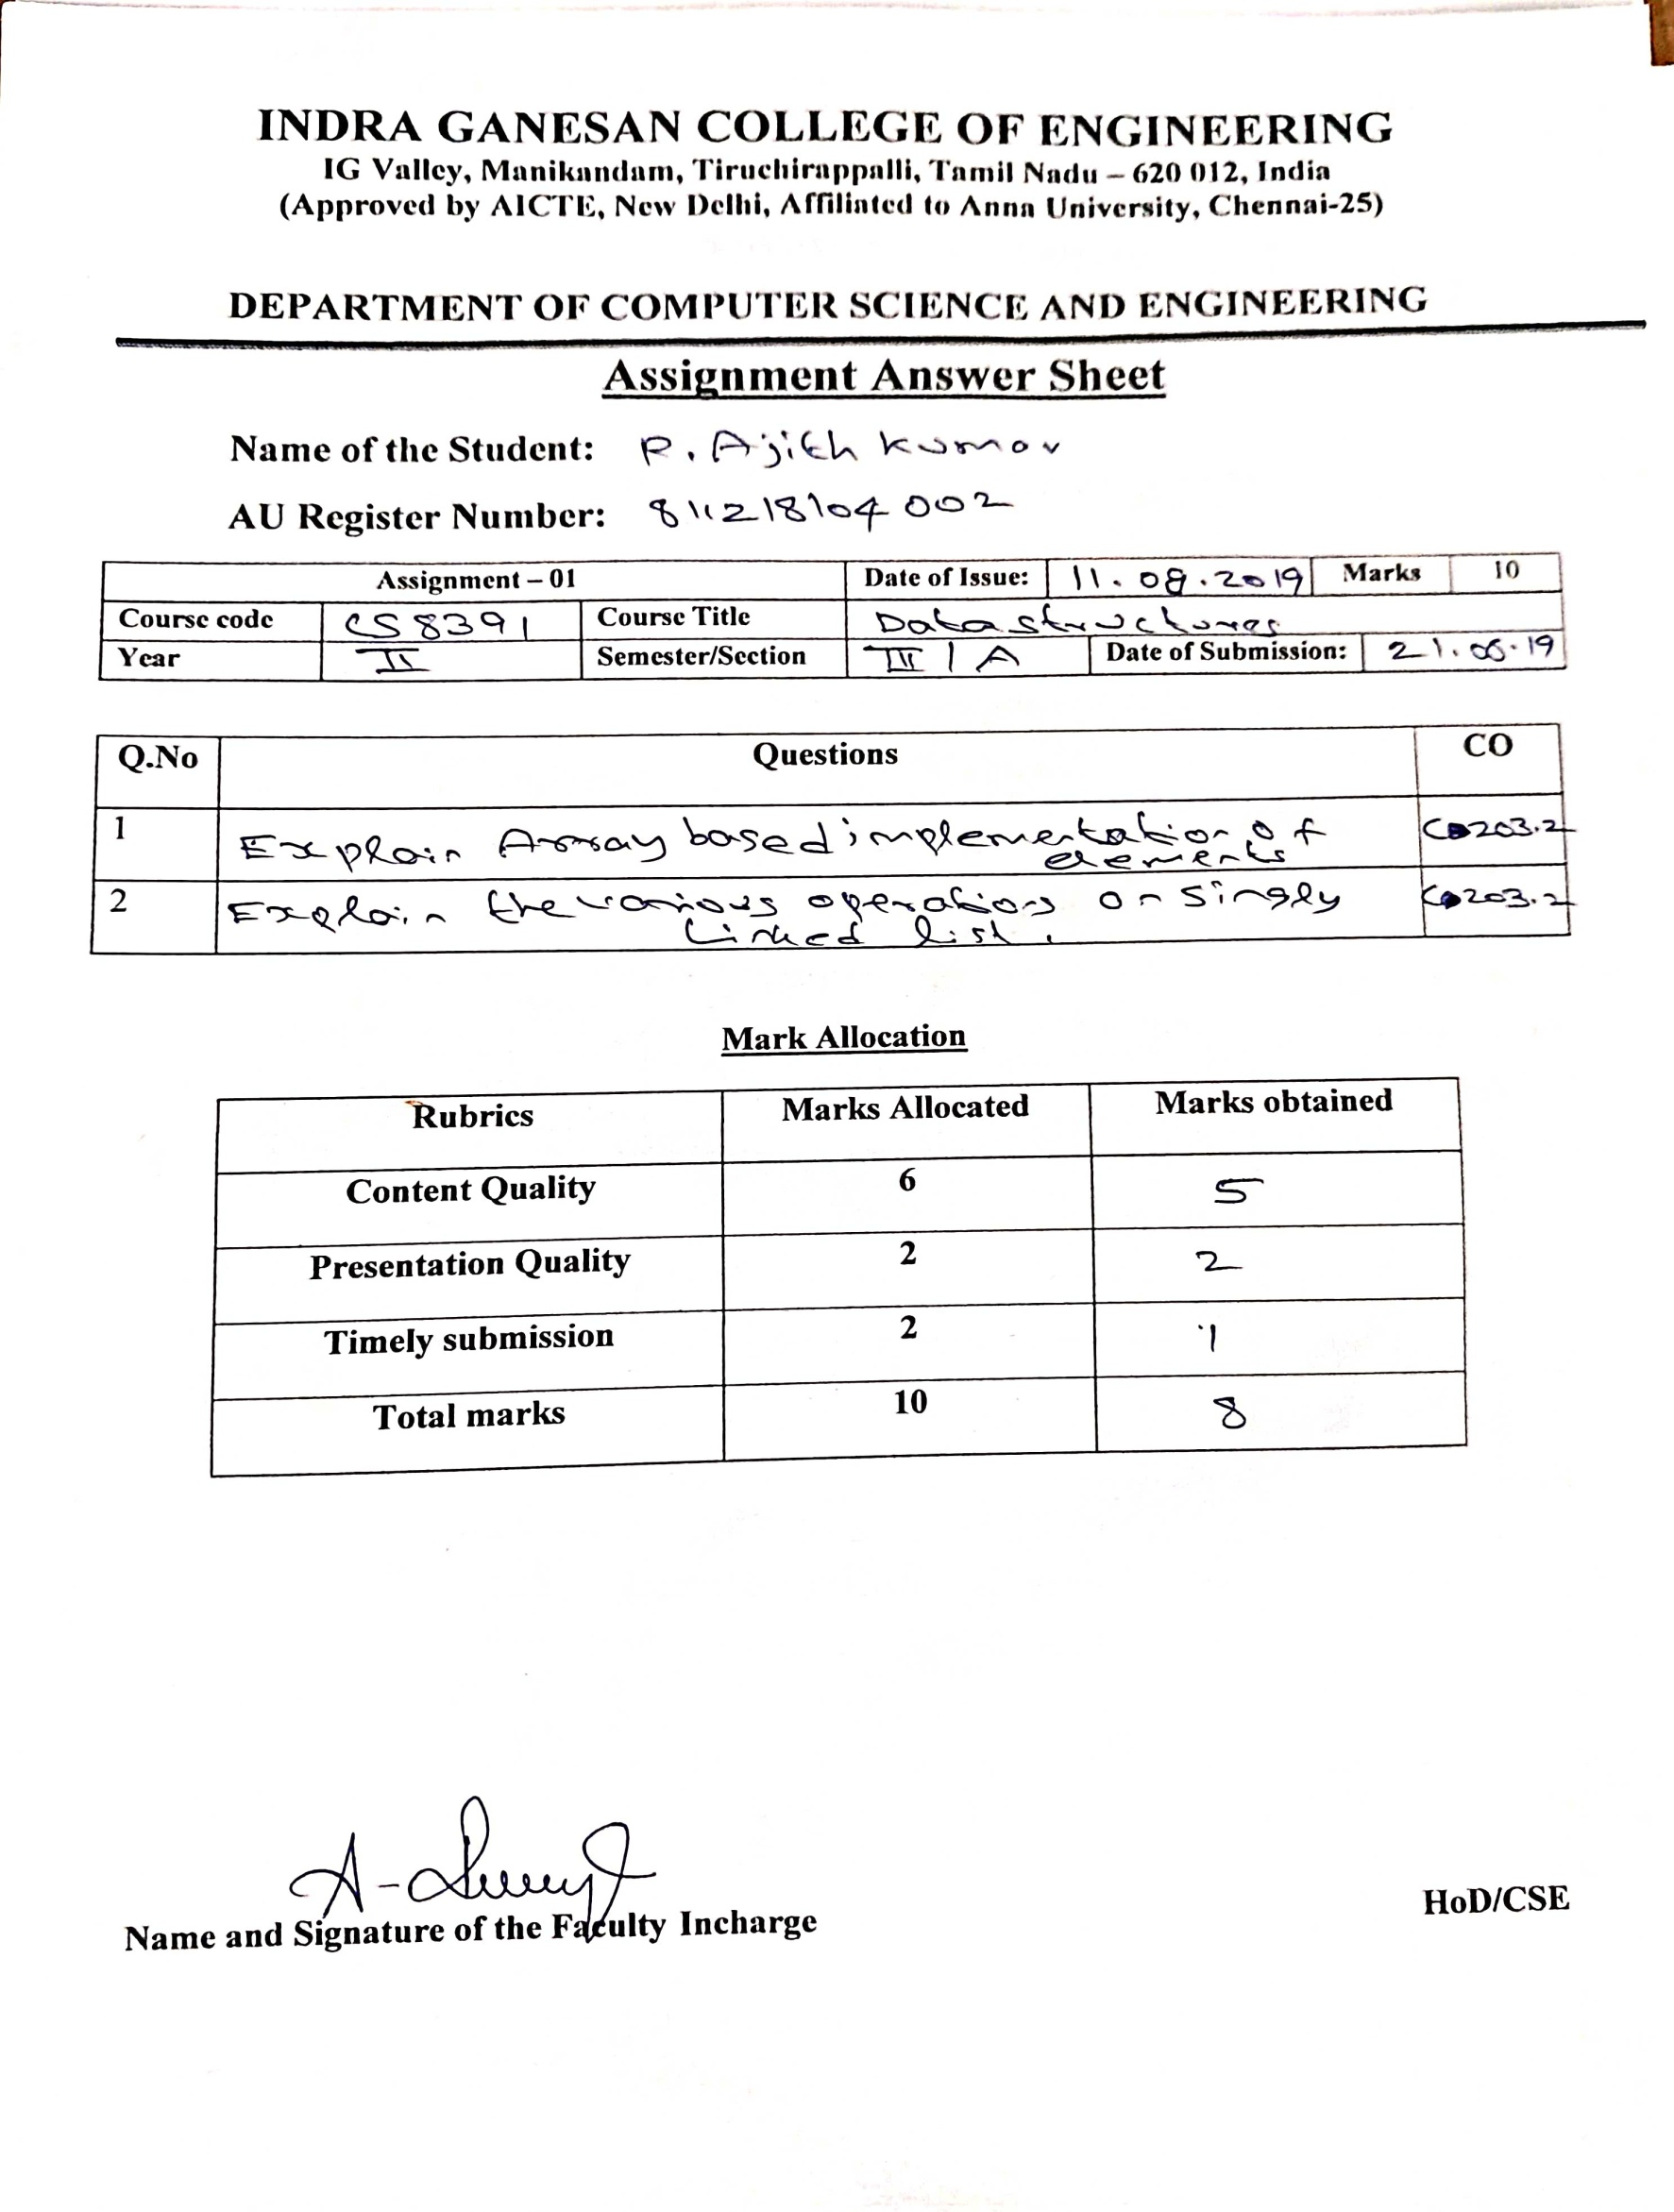 INDRA GANESAN COLLEGE OF ENGINEERING
IG Valley, Manikandam, Tiruchirappalli, Tamil Nadu – 620 012, India
(Approved by AICTE, New Delhi, Affiliated to Anna University, Chennai-25)
DEPARTMENT OF COMPUTER SCIENCE AND ENGINEERING
Assignment Answer Sheet
Name of the Student: R. Ajith Kumar
AU Register Number: 811218104 002
Assignment – 01 Date of Issue: 11.08.2019 Marks 10
Course code CS8391 Course Title Data structures
Year II Semester/Section III / A Date of Submission: 21.08.19
Q.No Questions CO
1 Explain Array based implementation of CO203.2
elements
2 Explain the various operations on singly CO203.2
Linked list.
Mark Allocation
Rubrics Marks Allocated Marks obtained
Content Quality 6 5
Presentation Quality 2 2
Timely submission 2 1
Total marks 10 8
Name and Signature of the Faculty Incharge HoD/CSE